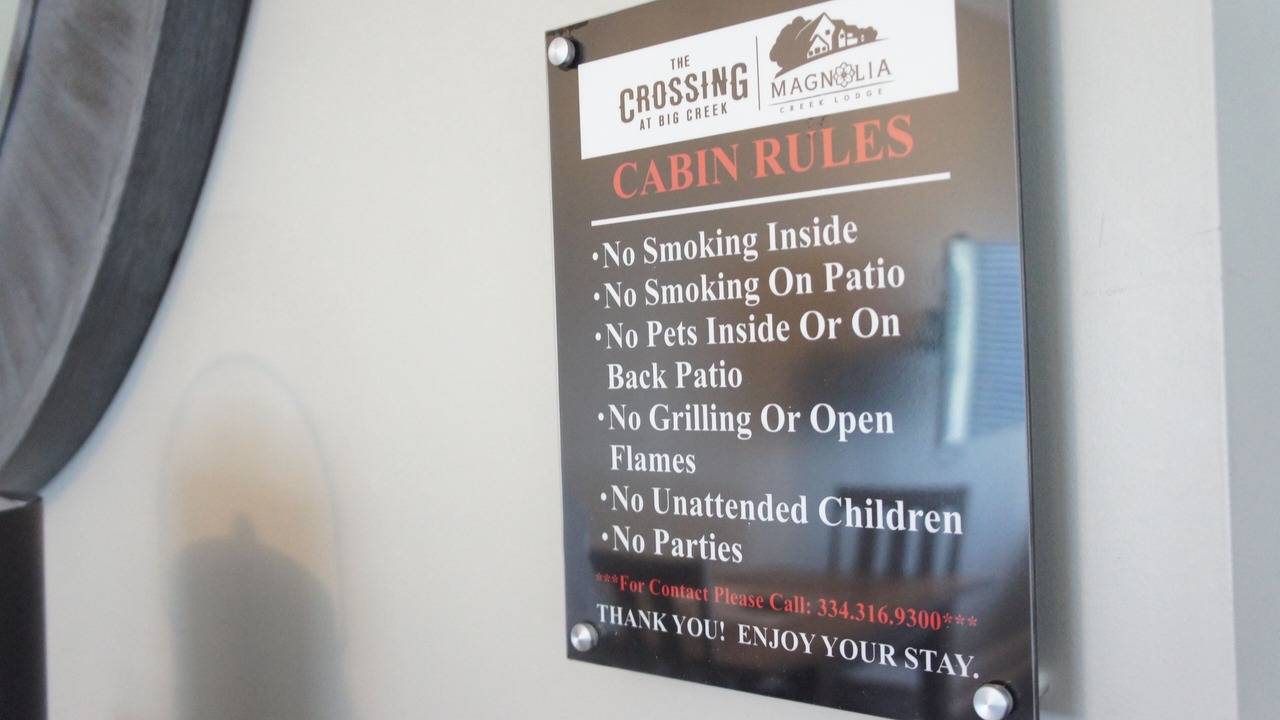 THE
CROSSING
AT BIG CREEK
MAGNOLIA
CREEK LODGE
CABIN RULES
•No Smoking Inside
•No Smoking On Patio
•No Pets Inside Or On
Back Patio
•No Grilling Or Open
Flames
•No Unattended Children
•No Parties
***For Contact Please Call: 334.316.9300***
THANK YOU! ENJOY YOUR STAY.